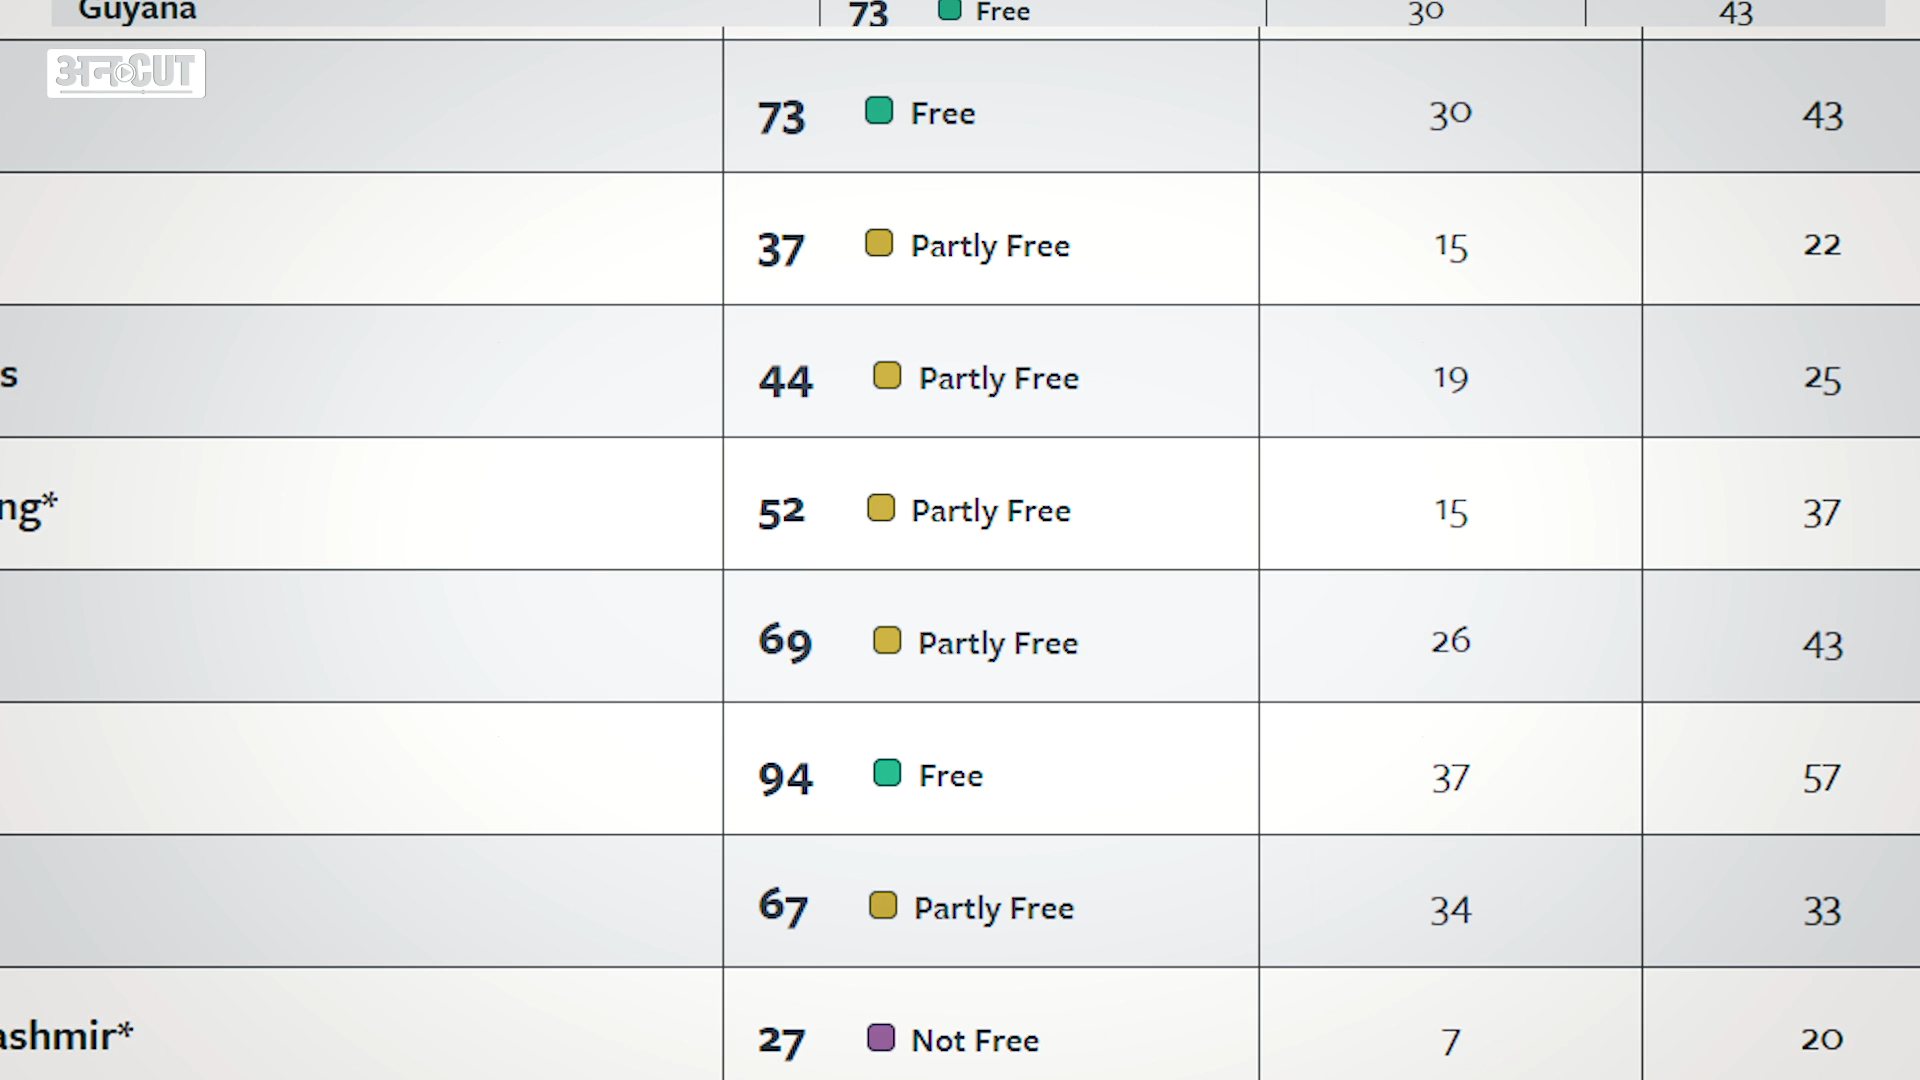 Guyana 73 Free 30 43
अनCUT
73 Free 30 43
37 Partly Free 15 22
s 44 Partly Free 19 25
ng* 52 Partly Free 15 37
69 Partly Free 26 43
94 Free 37 57
67 Partly Free 34 33
ashmir* 27 Not Free 7 20